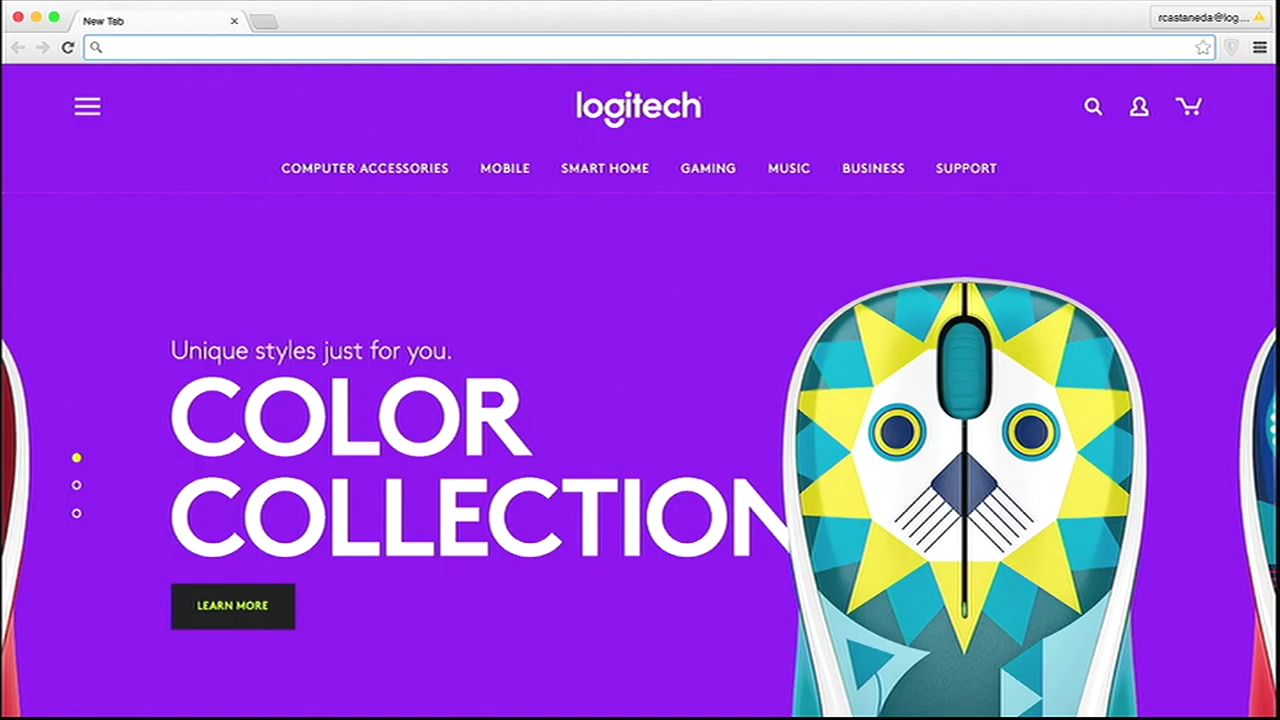 New Tab
rcastaneda@log...
logitech
COMPUTER ACCESSORIES MOBILE SMART HOME GAMING MUSIC BUSINESS SUPPORT
Unique styles just for you.
COLOR
COLLECTION
LEARN MORE